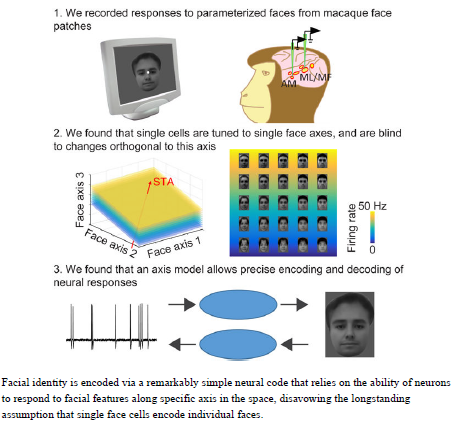 1. We recorded responses to parameterized faces from macaque face
patches
AM
ML/MF
2. We found that single cells are tuned to single face axes, and are blind
to changes orthogonal to this axis
STA
Face axis 3
Face axis 2
Face axis 1
Firing rate
50 Hz
0
3. We found that an axis model allows precise encoding and decoding of
neural responses
Facial identity is encoded via a remarkably simple neural code that relies on the ability of neurons
to respond to facial features along specific axis in the space, disavowing the longstanding
assumption that single face cells encode individual faces.